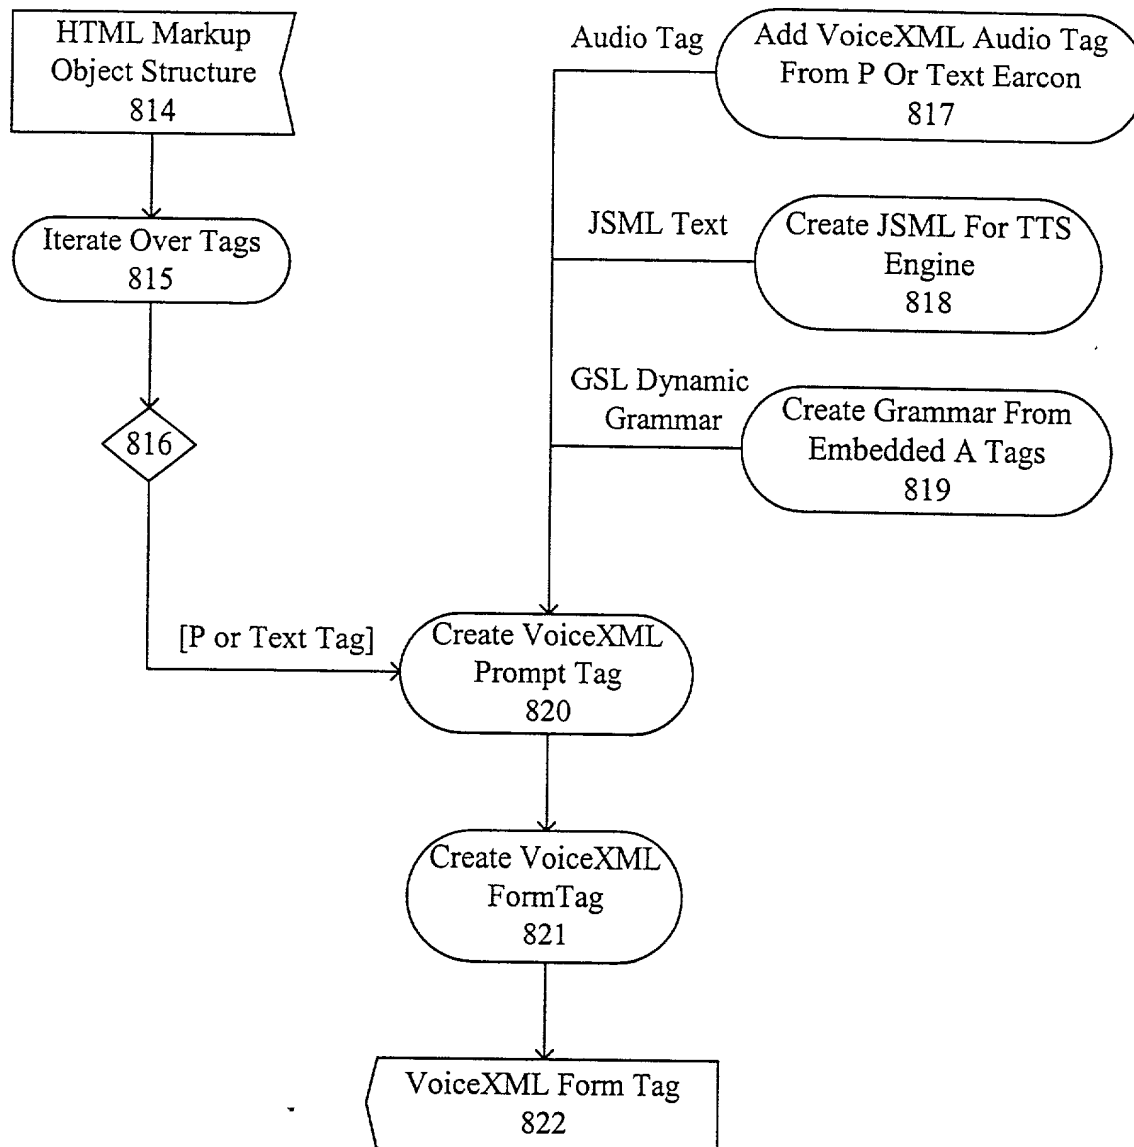 HTML Markup
Object Structure
814
Iterate Over Tags
815
816
[P or Text Tag]
Audio Tag
Add VoiceXML Audio Tag
From P Or Text Earcon
817
JSML Text
Create JSML For TTS
Engine
818
GSL Dynamic
Grammar
Create Grammar From
Embedded A Tags
819
Create VoiceXML
Prompt Tag
820
Create VoiceXML
FormTag
821
VoiceXML Form Tag
822